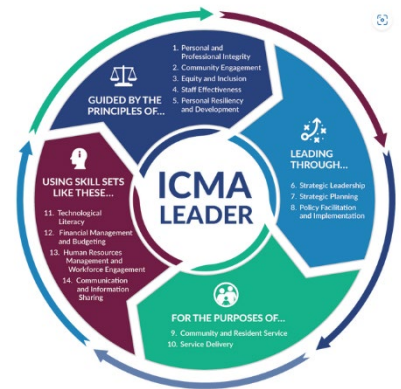 GUIDED BY THE
PRINCIPLES OF...
1. Personal and
Professional Integrity
2. Community Engagement
3. Equity and Inclusion
4. Staff Effectiveness
5. Personal Resiliency
and Development
LEADING
THROUGH...
6. Strategic Leadership
7. Strategic Planning
8. Policy Facilitation
and Implementation
FOR THE PURPOSES OF...
9. Community and Resident Service
10. Service Delivery
USING SKILL SETS
LIKE THESE...
11. Technological
Literacy
12. Financial Management
and Budgeting
13. Human Resources
Management and
Workforce Engagement
14. Communication
and Information
Sharing
ICMA
LEADER